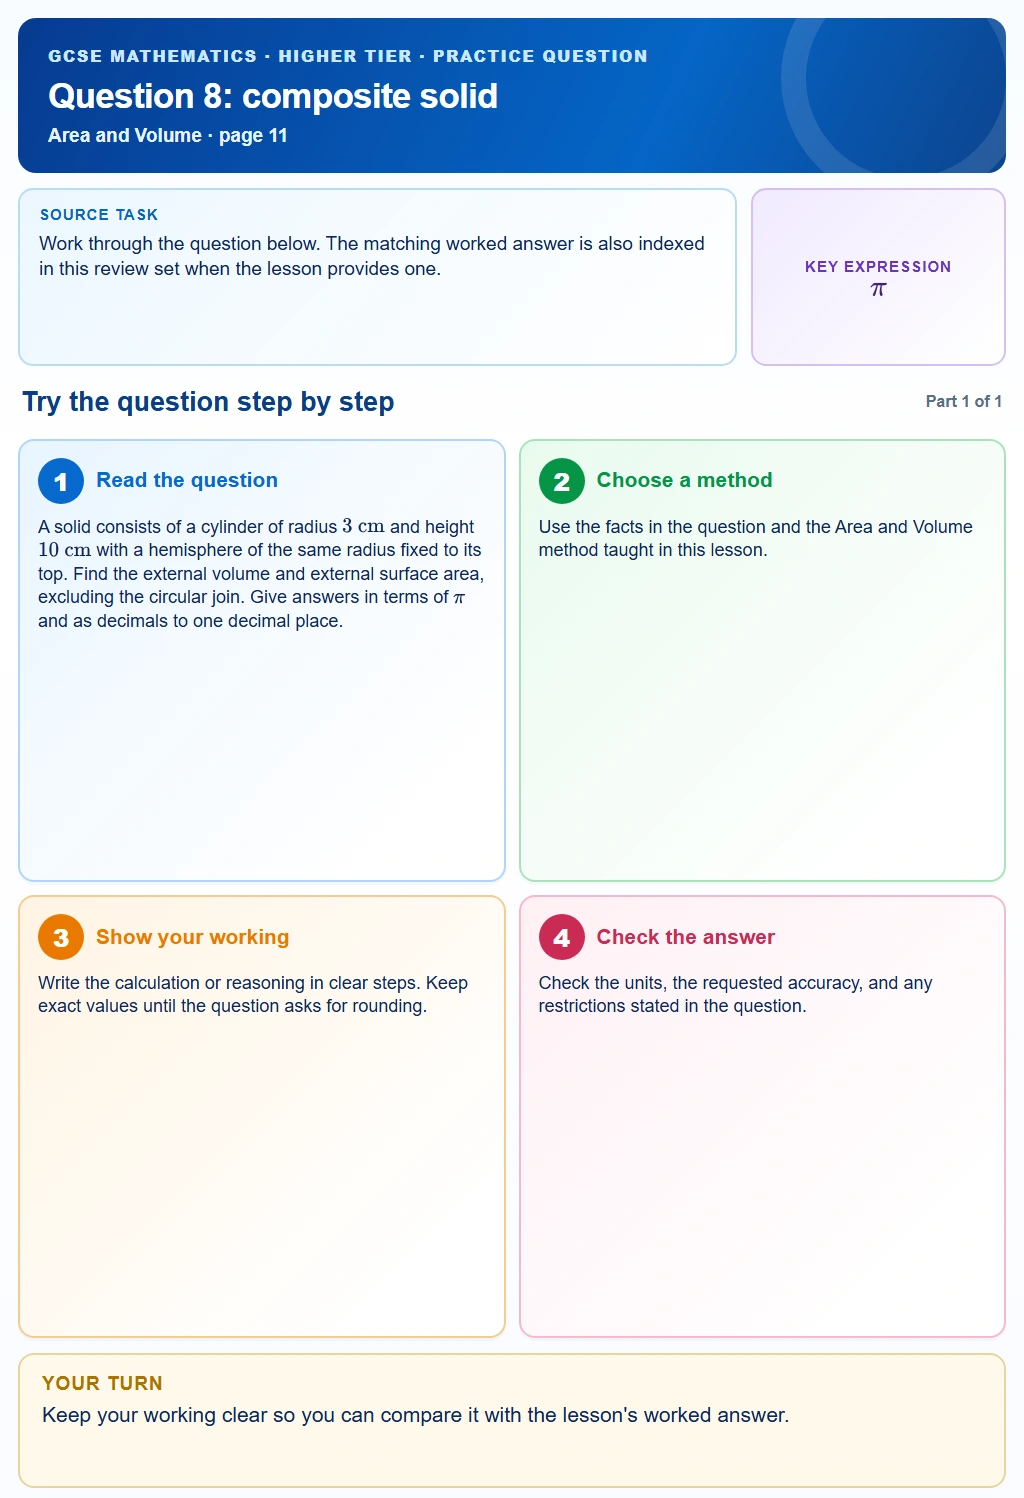 GCSE MATHEMATICS · HIGHER TIER · PRACTICE QUESTION
Question 8: composite solid
Area and Volume · page 11
SOURCE TASK
Work through the question below. The matching worked answer is also indexed
in this review set when the lesson provides one.
KEY EXPRESSION
π
Try the question step by step
Part 1 of 1
1 Read the question
A solid consists of a cylinder of radius 3 cm and height
10 cm with a hemisphere of the same radius fixed to its
top. Find the external volume and external surface area,
excluding the circular join. Give answers in terms of π
and as decimals to one decimal place.
2 Choose a method
Use the facts in the question and the Area and Volume
method taught in this lesson.
3 Show your working
Write the calculation or reasoning in clear steps. Keep
exact values until the question asks for rounding.
4 Check the answer
Check the units, the requested accuracy, and any
restrictions stated in the question.
YOUR TURN
Keep your working clear so you can compare it with the lesson's worked answer.